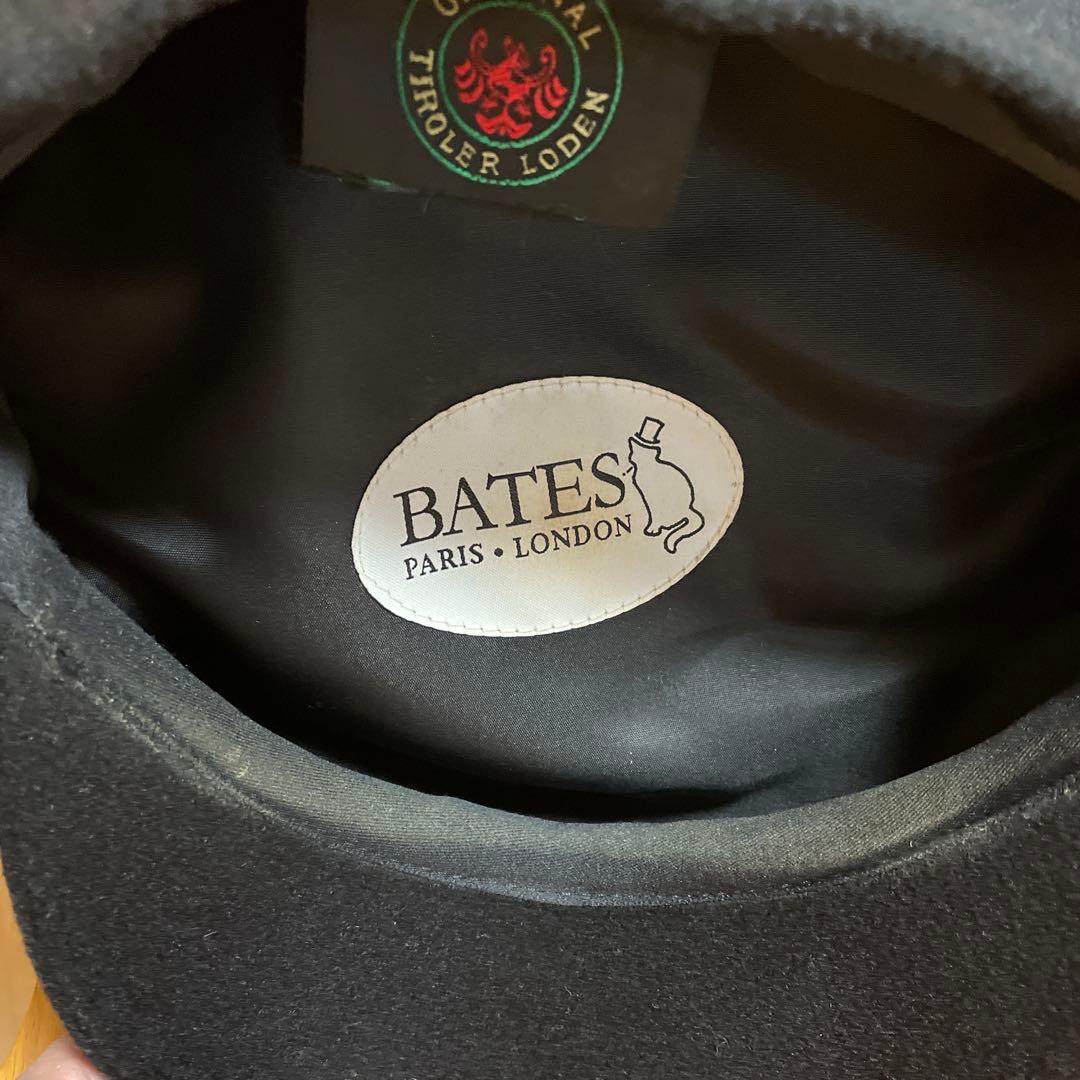 TIROLER LODEN
BATES
PARIS • LONDON